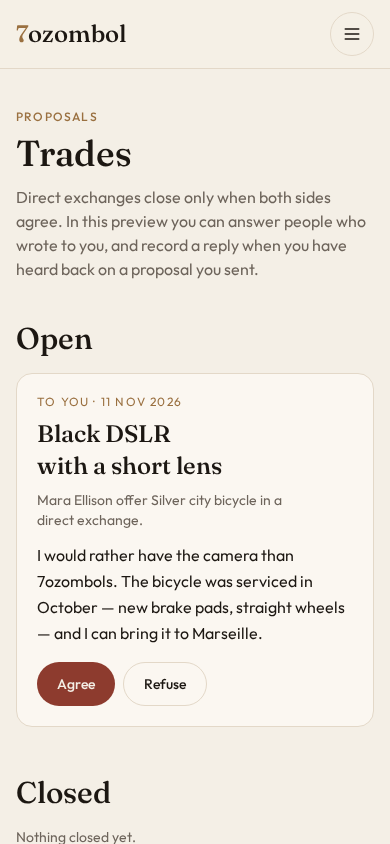 7ozombol
PROPOSALS
Trades
Direct exchanges close only when both sides
agree. In this preview you can answer people who
wrote to you, and record a reply when you have
heard back on a proposal you sent.
Open
TO YOU · 11 NOV 2026
Black DSLR
with a short lens
Mara Ellison offer Silver city bicycle in a
direct exchange.
I would rather have the camera than
7ozombols. The bicycle was serviced in
October — new brake pads, straight wheels
— and I can bring it to Marseille.
Agree
Refuse
Closed
Nothing closed yet.